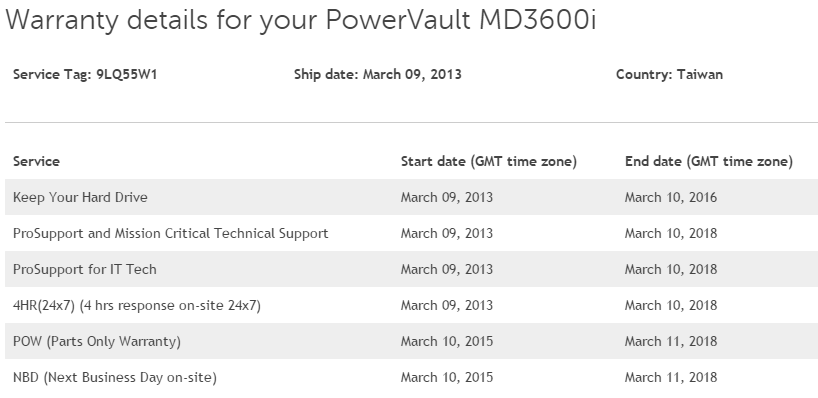 Warranty details for your PowerVault MD3600i
Service Tag: 9LQ55W1 Ship date: March 09, 2013 Country: Taiwan
Service Start date (GMT time zone) End date (GMT time zone)
Keep Your Hard Drive March 09, 2013 March 10, 2016
ProSupport and Mission Critical Technical Support March 09, 2013 March 10, 2018
ProSupport for IT Tech March 09, 2013 March 10, 2018
4HR(24x7) (4 hrs response on-site 24x7) March 09, 2013 March 10, 2018
POW (Parts Only Warranty) March 10, 2015 March 11, 2018
NBD (Next Business Day on-site) March 10, 2015 March 11, 2018